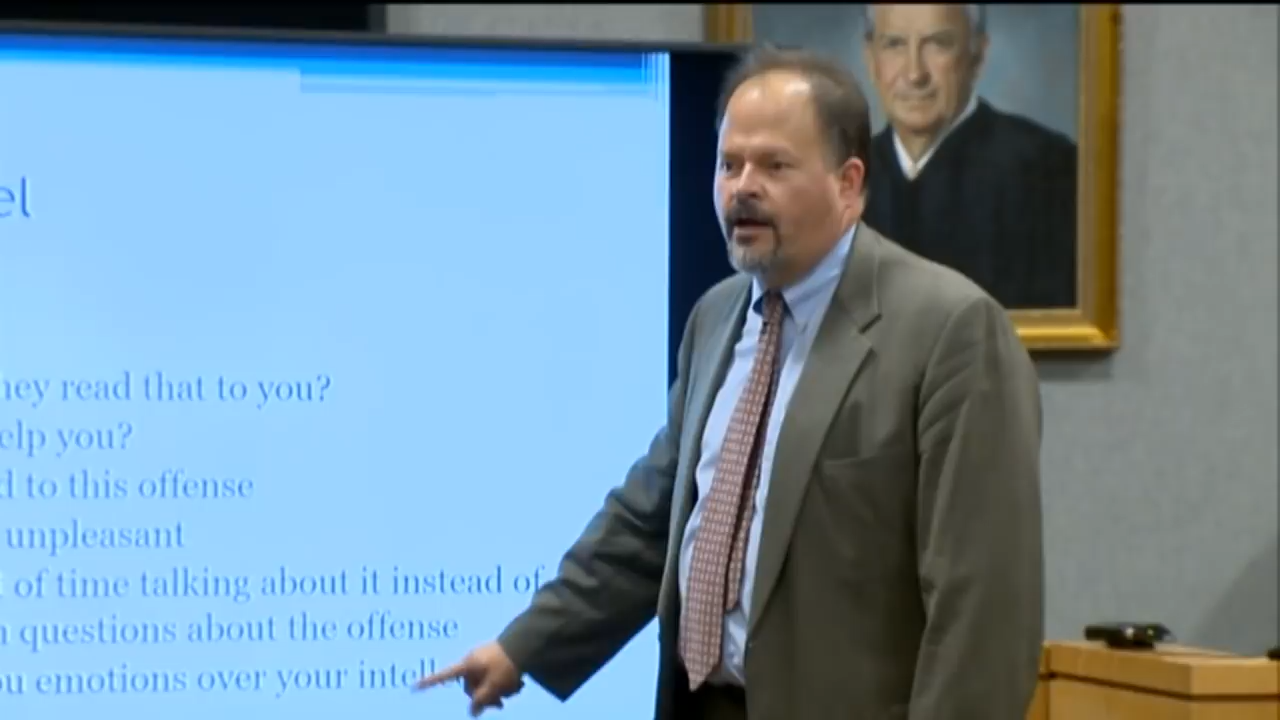 el
hey read that to you?
elp you?
d to this offense
unpleasant
of time talking about it instead of
questions about the offense
ou emotions over your